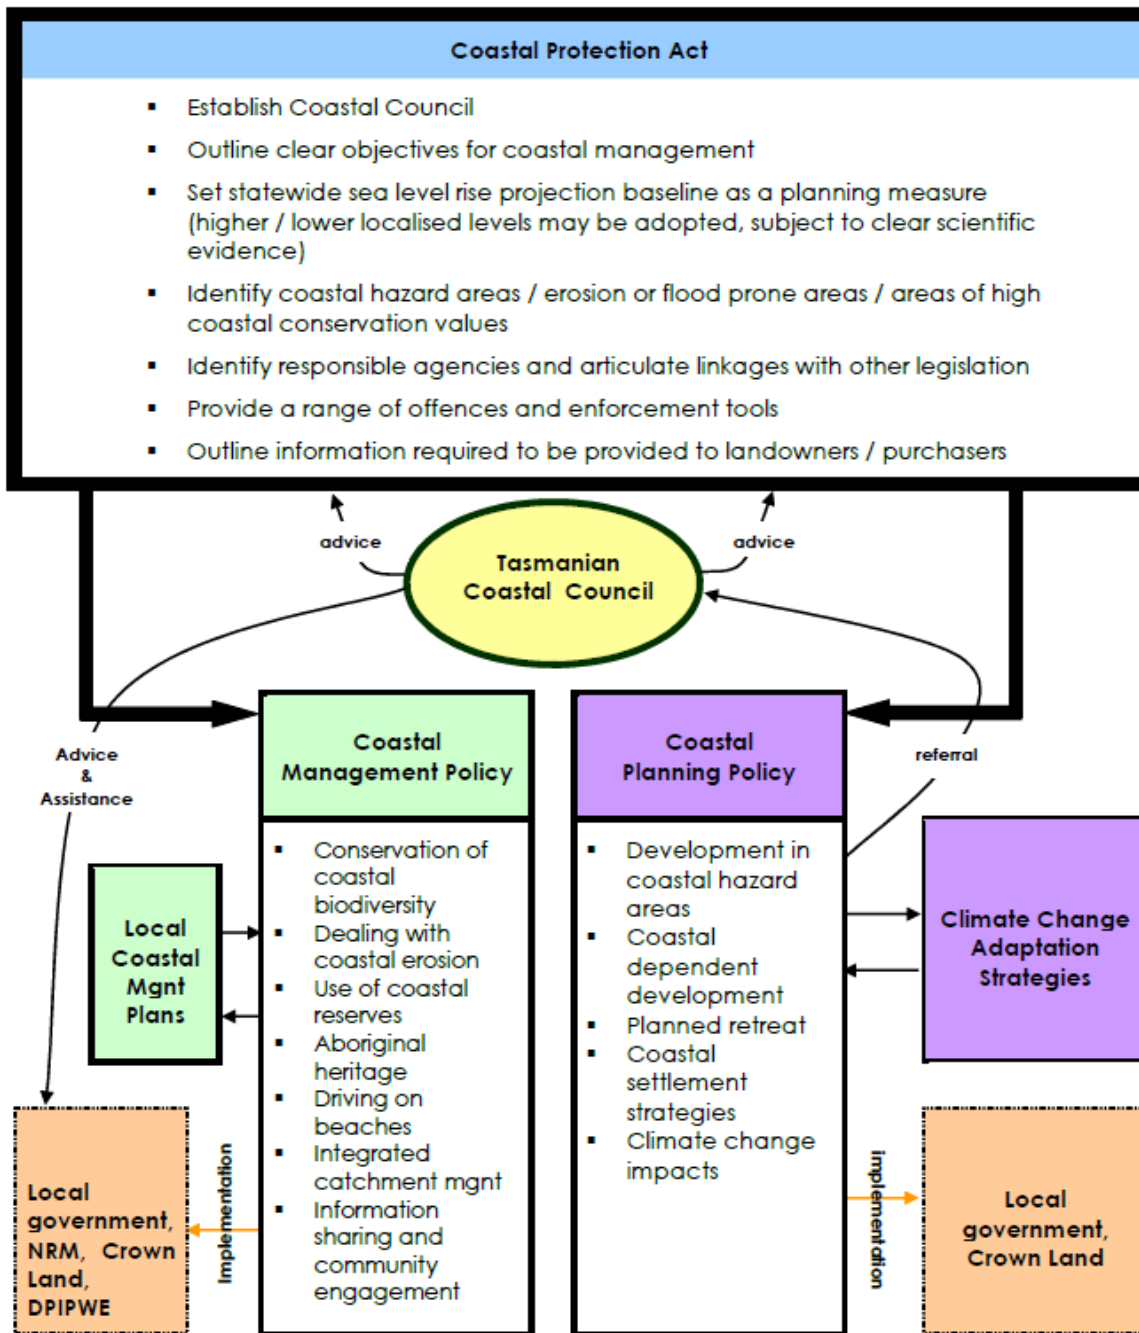 Coastal Protection Act
▪ Establish Coastal Council
▪ Outline clear objectives for coastal management
▪ Set statewide sea level rise projection baseline as a planning measure
(higher / lower localised levels may be adopted, subject to clear scientific
evidence)
▪ Identify coastal hazard areas / erosion or flood prone areas / areas of high
coastal conservation values
▪ Identify responsible agencies and articulate linkages with other legislation
▪ Provide a range of offences and enforcement tools
▪ Outline information required to be provided to landowners / purchasers
advice
advice
Tasmanian
Coastal Council
Advice
&
Assistance
referral
Coastal
Management Policy
▪ Conservation of
coastal
biodiversity
▪ Dealing with
coastal erosion
▪ Use of coastal
reserves
▪ Aboriginal
heritage
▪ Driving on
beaches
▪ Integrated
catchment mgnt
▪ Information
sharing and
community
engagement
Coastal
Planning Policy
▪ Development in
coastal hazard
areas
▪ Coastal
dependent
development
▪ Planned retreat
▪ Coastal
settlement
strategies
▪ Climate change
impacts
Local
Coastal
Mgnt
Plans
Climate Change
Adaptation
Strategies
Local
government,
NRM, Crown
Land,
DPIPWE
Implementation
implementation
Local
government,
Crown Land